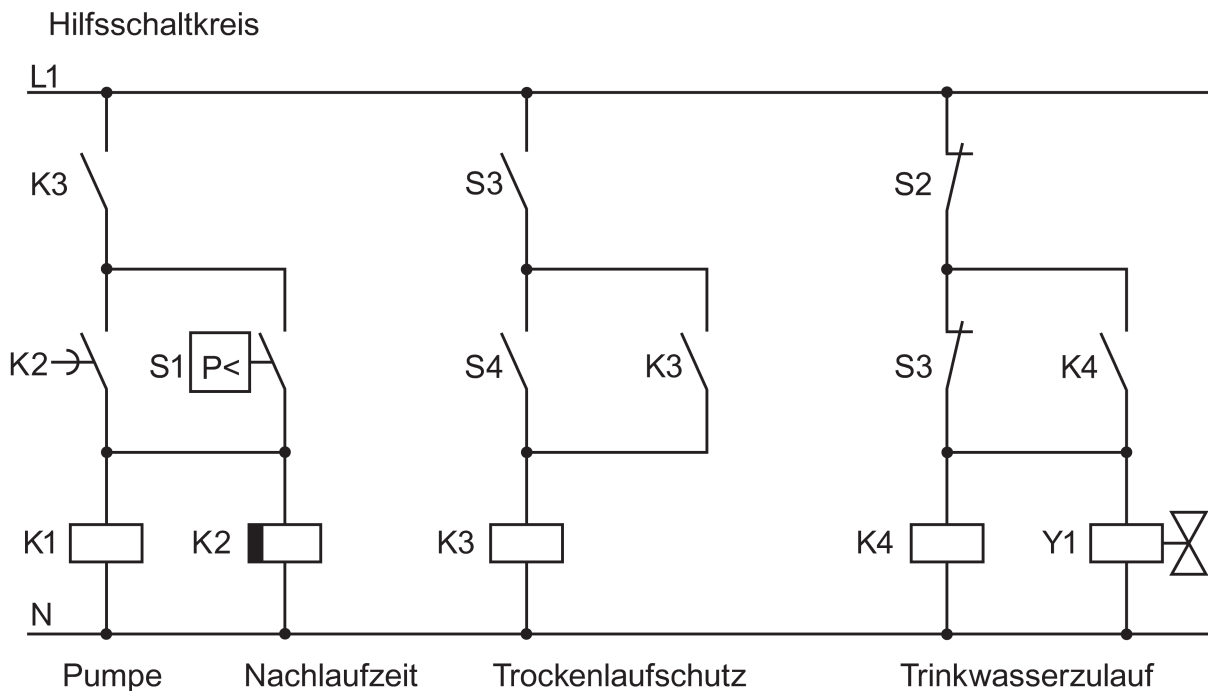 Hilfsschaltkreis
L1
K3
S3
S2
K2
S1
P<
S4
K3
S3
K4
K1
K2
K3
K4
Y1
N
Pumpe
Nachlaufzeit
Trockenlaufschutz
Trinkwasserzulauf